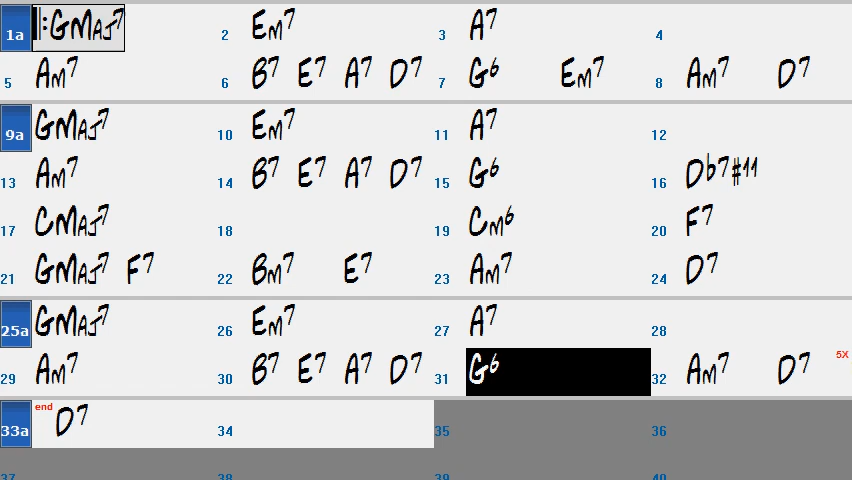 1a 𝄆GMAJ7 2 Em7 3 A7 4
5 Am7 6 B7 E7 A7 D7 7 G6 Em7 8 Am7 D7
9a GMAJ7 10 Em7 11 A7 12
13 Am7 14 B7 E7 A7 D7 15 G6 16 Db7#11
17 CMAJ7 18 19 Cm6 20 F7
21 GMAJ7 F7 22 Bm7 E7 23 Am7 24 D7
25a GMAJ7 26 Em7 27 A7 28
29 Am7 30 B7 E7 A7 D7 31 G6 32 Am7 D7 5X
33a end D7 34 35 36
37 38 39 40